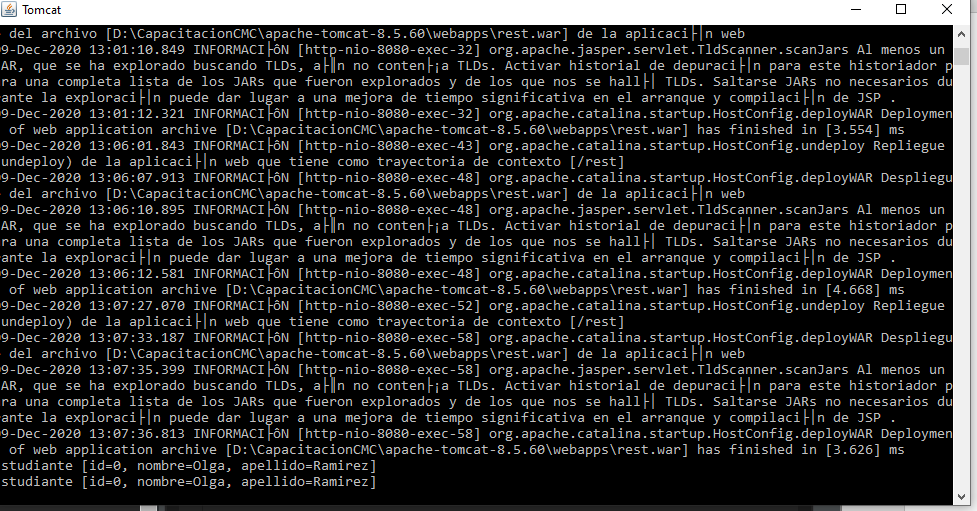 Tomcat
- del archivo [D:\CapacitacionCMC\apache-tomcat-8.5.60\webapps\rest.war] de la aplicaci├│n web
09-Dec-2020 13:01:10.849 INFORMACI├ôN [http-nio-8080-exec-32] org.apache.jasper.servlet.TldScanner.scanJars Al menos un
AR, que se ha explorado buscando TLDs, a├║n no conten├¡a TLDs. Activar historial de depuraci├│n para este historiador p
ra una completa lista de los JARs que fueron explorados y de los que nos se hall├│ TLDs. Saltarse JARs no necesarios du
ante la exploraci├│n puede dar lugar a una mejora de tiempo significativa en el arranque y compilaci├│n de JSP .
09-Dec-2020 13:01:12.321 INFORMACI├ôN [http-nio-8080-exec-32] org.apache.catalina.startup.HostConfig.deployWAR Deploymen
of web application archive [D:\CapacitacionCMC\apache-tomcat-8.5.60\webapps\rest.war] has finished in [3.554] ms
09-Dec-2020 13:06:01.843 INFORMACI├ôN [http-nio-8080-exec-43] org.apache.catalina.startup.HostConfig.undeploy Repliegue
undeploy) de la aplicaci├│n web que tiene como trayectoria de contexto [/rest]
09-Dec-2020 13:06:07.913 INFORMACI├ôN [http-nio-8080-exec-48] org.apache.catalina.startup.HostConfig.deployWAR Despliegu
- del archivo [D:\CapacitacionCMC\apache-tomcat-8.5.60\webapps\rest.war] de la aplicaci├│n web
09-Dec-2020 13:06:10.895 INFORMACI├ôN [http-nio-8080-exec-48] org.apache.jasper.servlet.TldScanner.scanJars Al menos un
AR, que se ha explorado buscando TLDs, a├║n no conten├¡a TLDs. Activar historial de depuraci├│n para este historiador p
ra una completa lista de los JARs que fueron explorados y de los que nos se hall├│ TLDs. Saltarse JARs no necesarios du
ante la exploraci├│n puede dar lugar a una mejora de tiempo significativa en el arranque y compilaci├│n de JSP .
09-Dec-2020 13:06:12.581 INFORMACI├ôN [http-nio-8080-exec-48] org.apache.catalina.startup.HostConfig.deployWAR Deploymen
of web application archive [D:\CapacitacionCMC\apache-tomcat-8.5.60\webapps\rest.war] has finished in [4.668] ms
09-Dec-2020 13:07:27.070 INFORMACI├ôN [http-nio-8080-exec-52] org.apache.catalina.startup.HostConfig.undeploy Repliegue
undeploy) de la aplicaci├│n web que tiene como trayectoria de contexto [/rest]
09-Dec-2020 13:07:33.187 INFORMACI├ôN [http-nio-8080-exec-58] org.apache.catalina.startup.HostConfig.deployWAR Despliegu
- del archivo [D:\CapacitacionCMC\apache-tomcat-8.5.60\webapps\rest.war] de la aplicaci├│n web
09-Dec-2020 13:07:35.399 INFORMACI├ôN [http-nio-8080-exec-58] org.apache.jasper.servlet.TldScanner.scanJars Al menos un
AR, que se ha explorado buscando TLDs, a├║n no conten├¡a TLDs. Activar historial de depuraci├│n para este historiador p
ra una completa lista de los JARs que fueron explorados y de los que nos se hall├│ TLDs. Saltarse JARs no necesarios du
ante la exploraci├│n puede dar lugar a una mejora de tiempo significativa en el arranque y compilaci├│n de JSP .
09-Dec-2020 13:07:36.813 INFORMACI├ôN [http-nio-8080-exec-58] org.apache.catalina.startup.HostConfig.deployWAR Deploymen
of web application archive [D:\CapacitacionCMC\apache-tomcat-8.5.60\webapps\rest.war] has finished in [3.626] ms
studiante [id=0, nombre=Olga, apellido=Ramirez]
studiante [id=0, nombre=Olga, apellido=Ramirez]